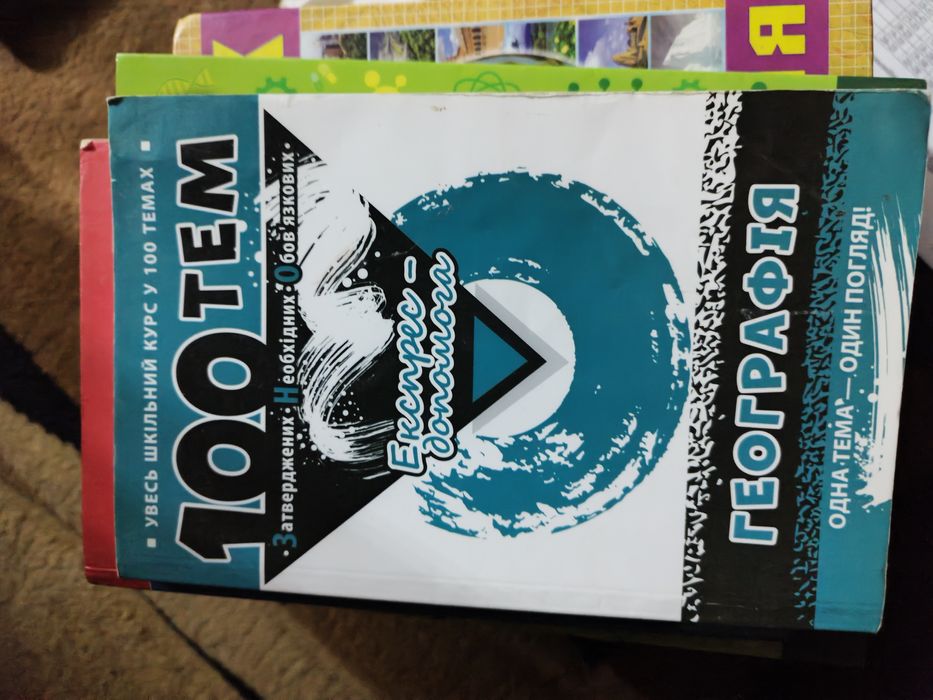 УВЕСЬ ШКІЛЬНИЙ КУРС У 100 ТЕМАХ
100 ТЕМ
·Затверджених·Необхідних·Обов'язкових·
Експрес –
допомога
ГЕОГРАФІЯ
ОДНА ТЕМА — ОДИН ПОГЛЯД!